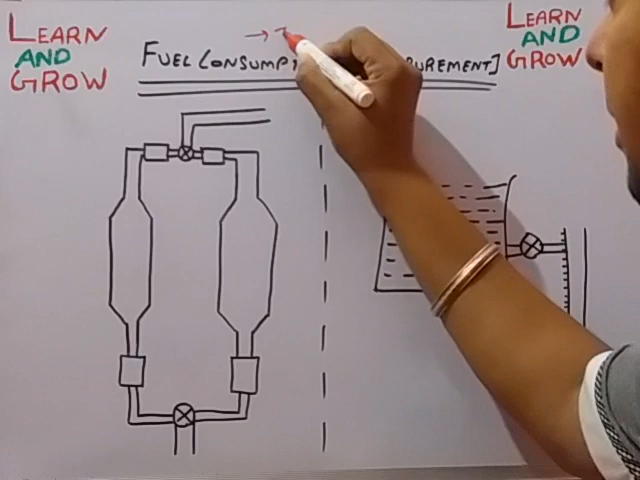 LEARN
AND
GROW
FUEL CONSUMP
UREMENT]
LEARN
AND
GROW